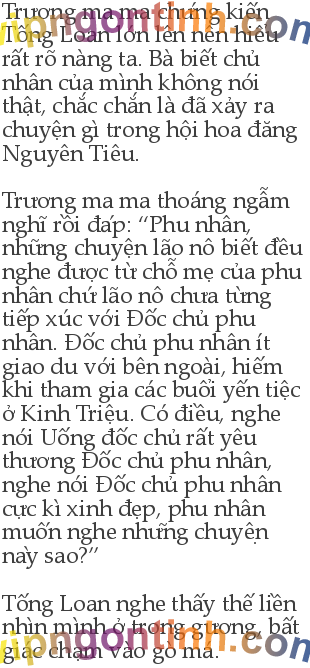 Trương ma ma chứng kiến
Tống Loan lớn lên nên hiểu
rất rõ nàng ta. Bà biết chủ
nhân của mình không nói
thật, chắc chắn là đã xảy ra
chuyện gì trong hội hoa đăng
Nguyên Tiêu.

Trương ma ma thoáng ngẫm
nghĩ rồi đáp: “Phu nhân,
những chuyện lão nô biết đều
nghe được từ chỗ mẹ của phu
nhân chứ lão nô chưa từng
tiếp xúc với Đốc chủ phu
nhân. Đốc chủ phu nhân ít
giao du với bên ngoài, hiếm
khi tham gia các buổi yến tiệc
ở Kinh Triệu. Có điều, nghe
nói Uống đốc chủ rất yêu
thương Đốc chủ phu nhân,
nghe nói Đốc chủ phu nhân
cực kì xinh đẹp, phu nhân
muốn nghe những chuyện
này sao?”

Tống Loan nghe thấy thế liền
nhìn mình ở trong gương, bất
giác chạm vào gò má.
vipngontinh.com
vipngontinh.com